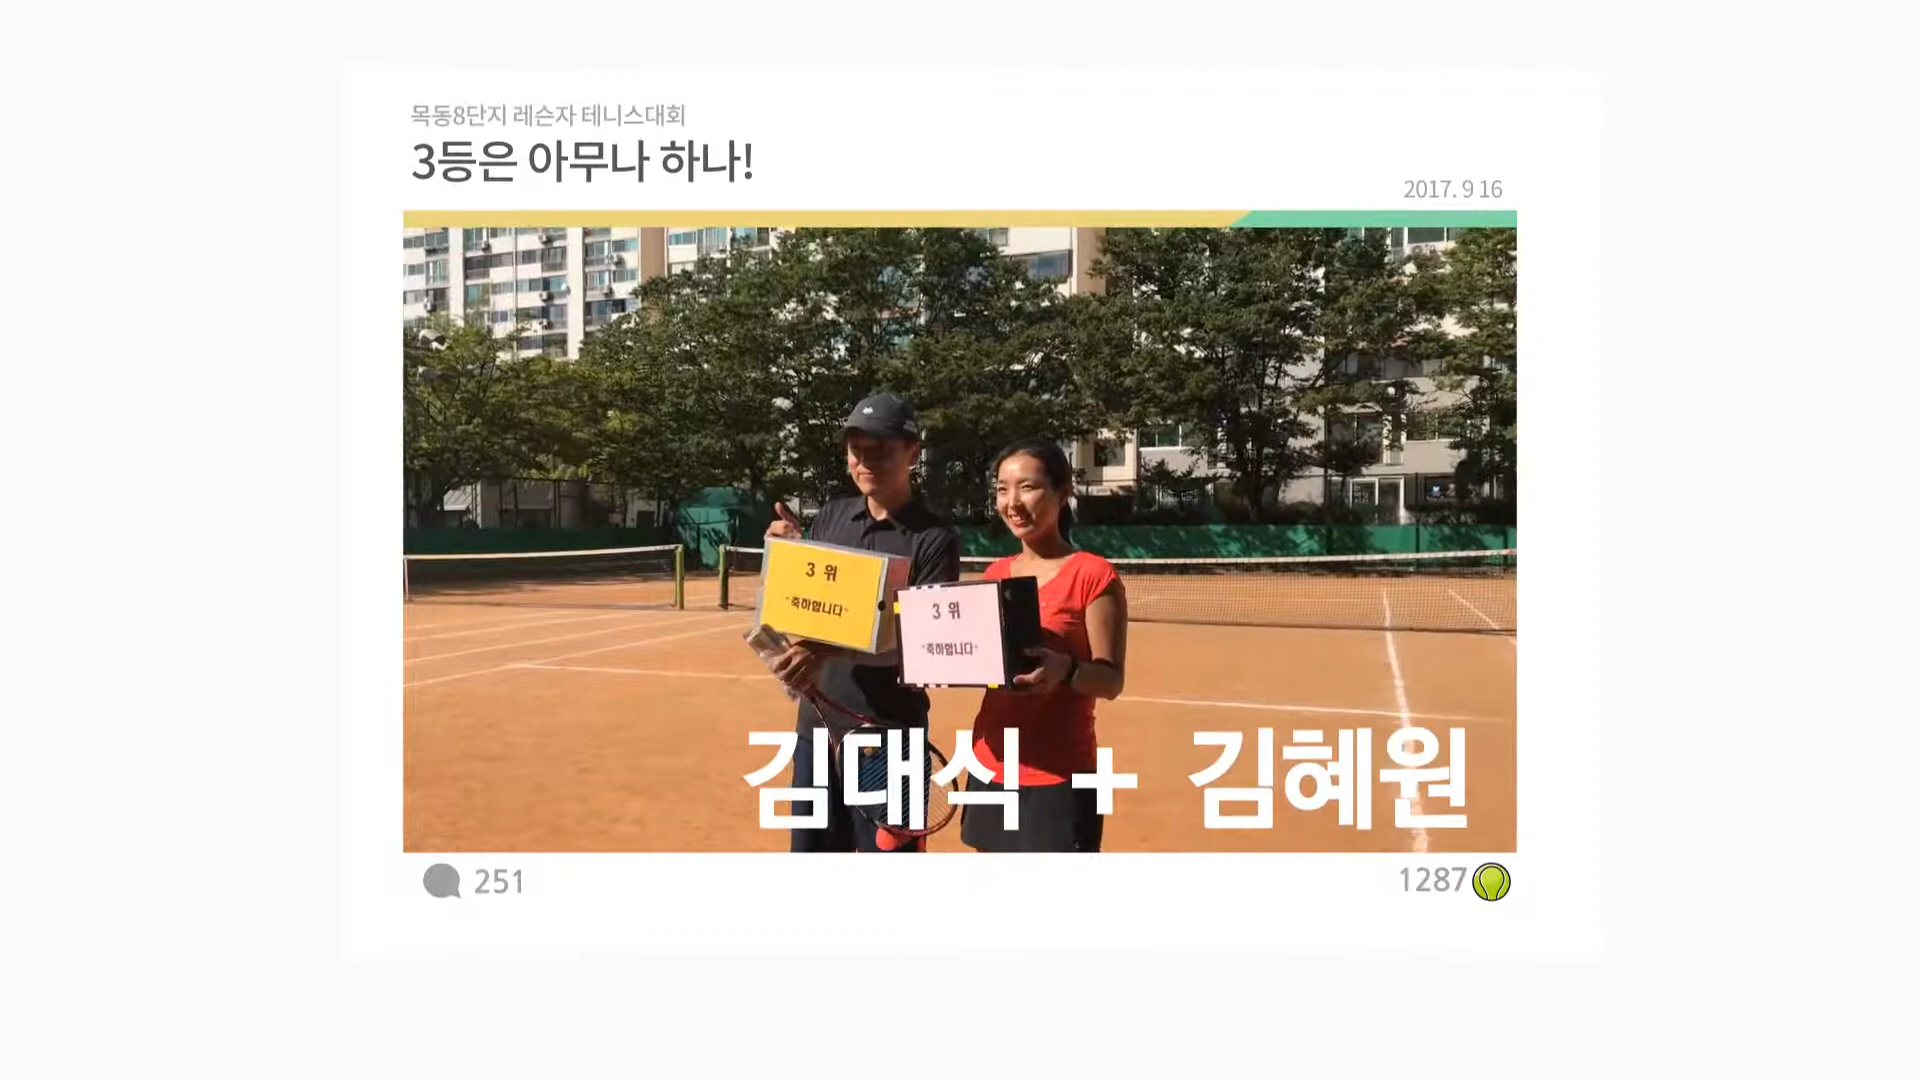 목동8단지 레슨자 테니스대회
3등은 아무나 하나!
2017. 9 16
3 위
"축하합니다"
3 위
"축하합니다"
김대식 + 김혜원
251
1287